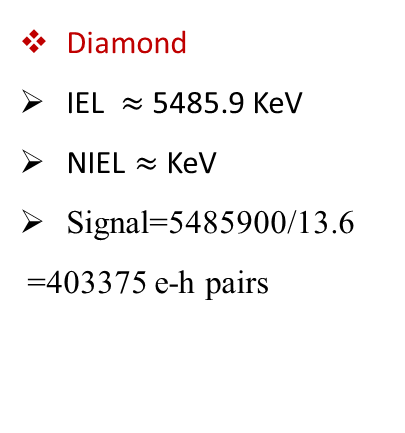 ❖ Diamond
➢ IEL ≈ 5485.9 KeV
➢ NIEL ≈ KeV
➢ Signal=5485900/13.6
=403375 e-h pairs